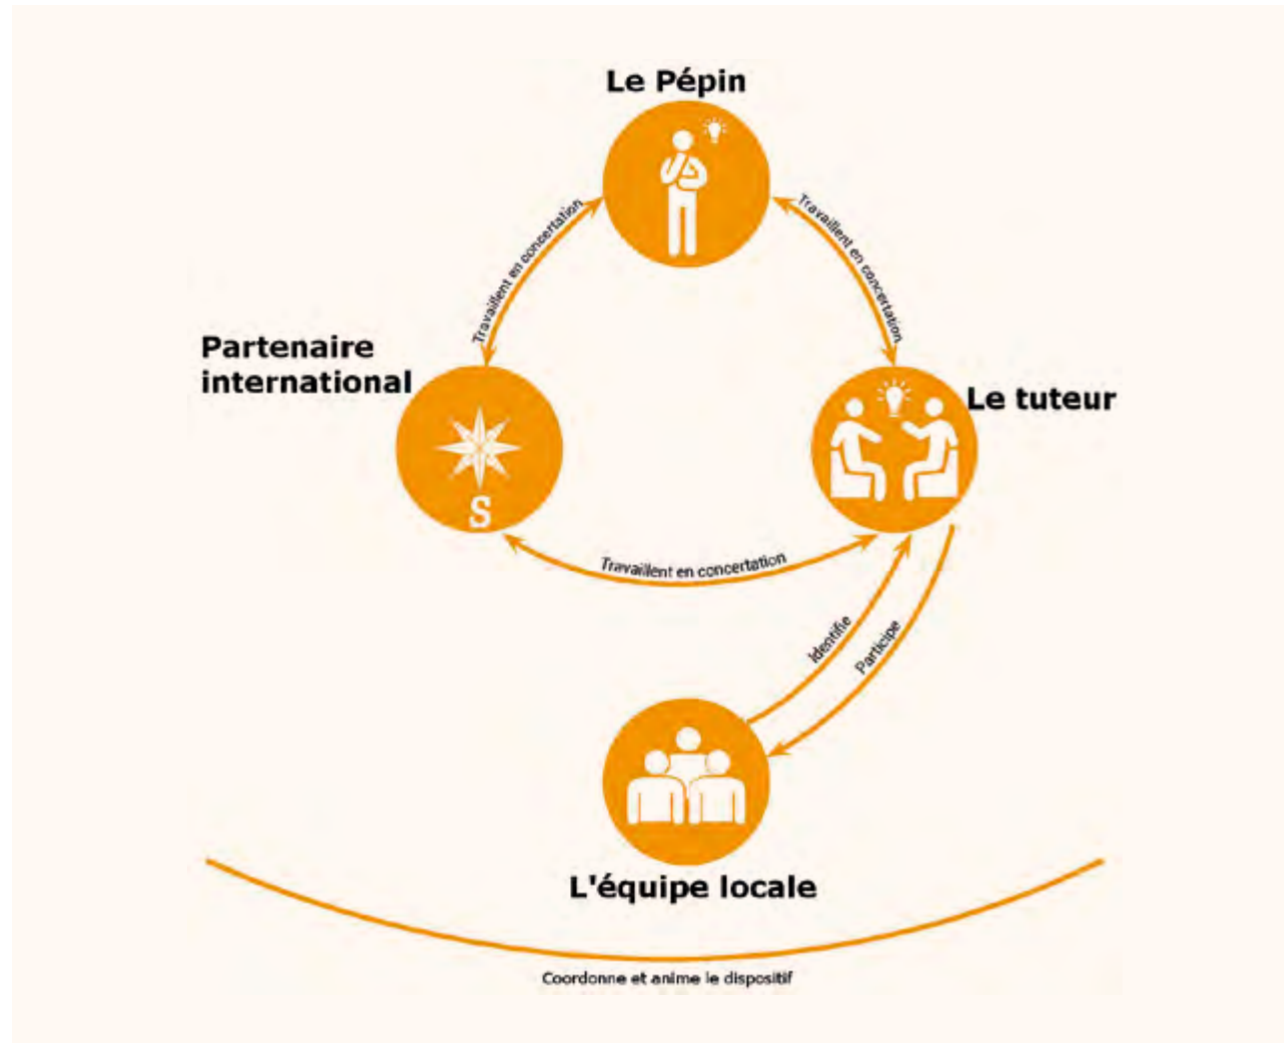 Le Pépin
Travaillent en concertation
Travaillent en concertation
Partenaire
international
Le tuteur
S
Travaillent en concertation
Identifie
Participe
L'équipe locale
Coordonne et anime le dispositif